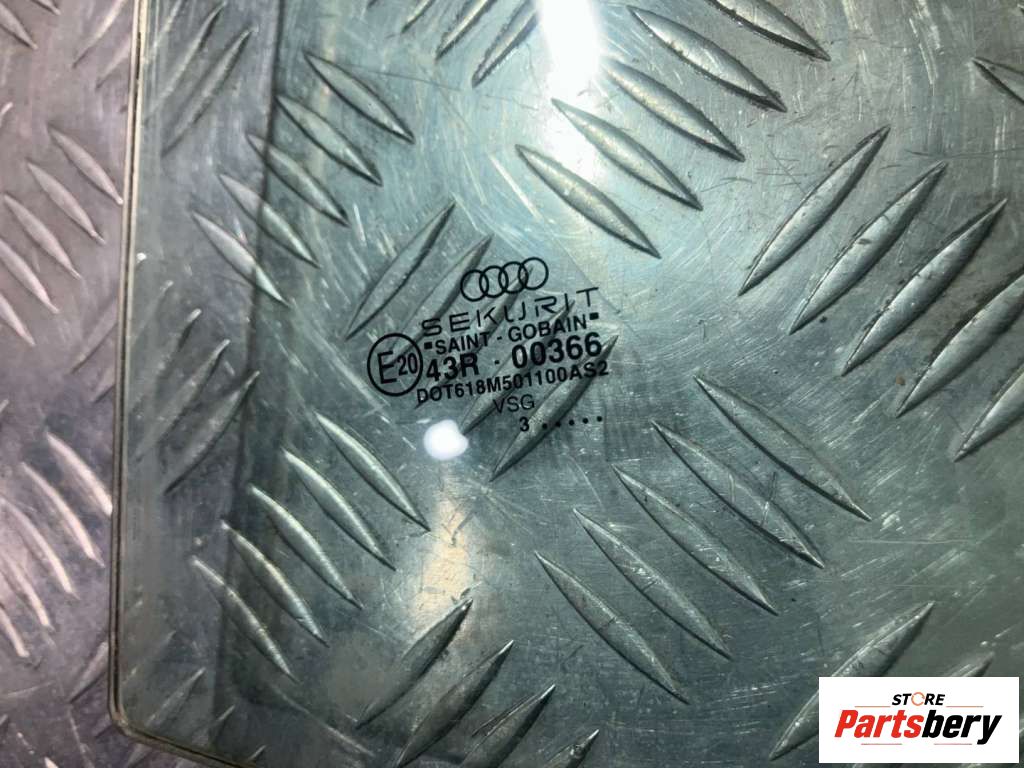 SEKURIT
"SAINT - GOBAIN"
E20 43R - 00366
DOT618M501100AS2
VSG
3 .....
STORE
Partsbery